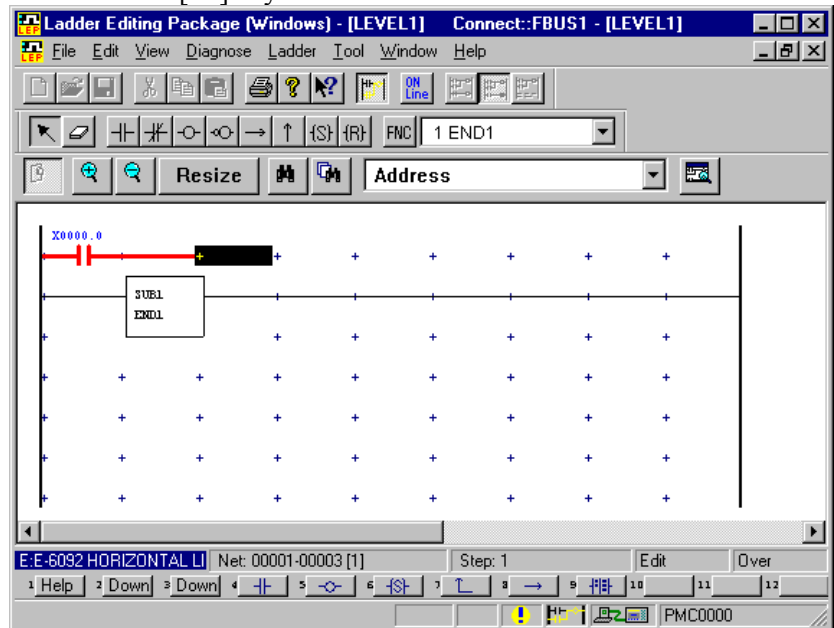 Ladder Editing Package (Windows) - [LEVEL1] Connect::FBUS1 - [LEVEL1]
LEP File Edit View Diagnose Ladder Tool Window Help
ON Line
{S} {R} FNC 1 END1
Resize Address
X0000.0
SUB1
END1
E:E-6092 HORIZONTAL LI Net: 00001-00003 [1] Step: 1 Edit Over
1 Help 2 Down 3 Down 4 5 6 {S} 7 8 9 10 11 12
PMC0000